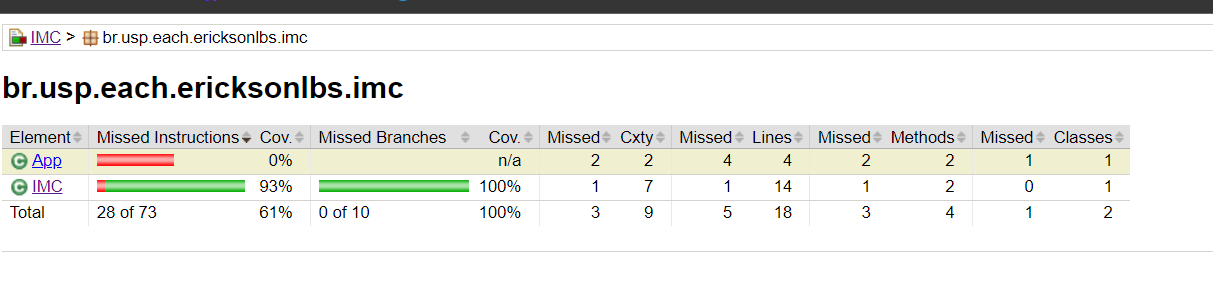 IMC > br.usp.each.ericksonlbs.imc
br.usp.each.ericksonlbs.imc
Element Missed Instructions Cov. Missed Branches Cov. Missed Cxty Missed Lines Missed Methods Missed Classes
App 0% n/a 2 2 4 4 2 2 1 1
IMC 93% 100% 1 7 1 14 1 2 0 1
Total 28 of 73 61% 0 of 10 100% 3 9 5 18 3 4 1 2